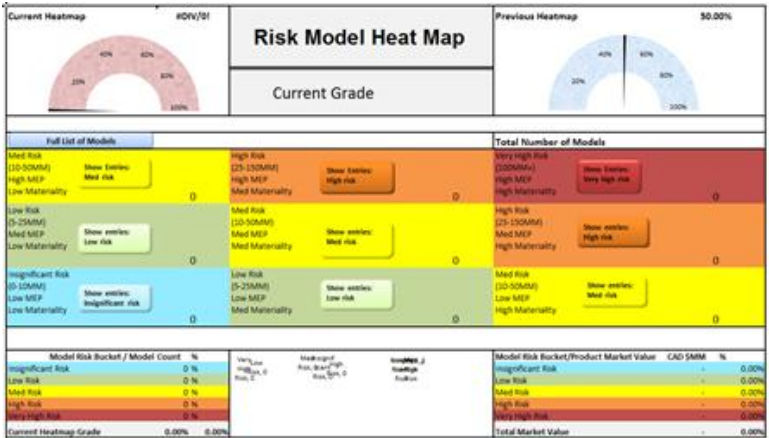 Current Heatmap #DIV/0!
Risk Model Heat Map
Previous Heatmap 50.00%
20% 40% 60% 80% 100%
20% 40% 60% 80% 100%
Current Grade
Full List of Models
Total Number of Models
Med Risk
(10-50MM)
High MEP
Low Materiality
Show Entries:
Med risk
0
High Risk
(25-150MM)
High MEP
Med Materiality
Show Entries:
High risk
0
Very High Risk
(100MM+)
High MEP
High Materiality
Show Entries:
Very high risk
0
Low Risk
(5-25MM)
Med MEP
Low Materiality
Show entries:
Low risk
0
Med Risk
(10-50MM)
Med MEP
Med Materiality
Show entries:
Med risk
0
High Risk
(25-150MM)
Med MEP
High Materiality
Show entries:
High risk
0
Insignificant Risk
(0-10MM)
Low MEP
Low Materiality
Show entries:
Insignificant risk
0
Low Risk
(5-25MM)
Low MEP
Med Materiality
Show entries:
Low risk
0
Med Risk
(10-50MM)
Low MEP
High Materiality
Show entries:
Med risk
0
Model Risk Bucket / Model Count %
Insignificant Risk 0 %
Low Risk 0 %
Med Risk 0 %
High Risk 0 %
Very High Risk 0 %
Current Heatmap Grade 0.00% 0.00%
Model Risk Bucket/Product Market Value CAD $MM %
Insignificant Risk - 0.00%
Low Risk - 0.00%
Med Risk - 0.00%
High Risk - 0.00%
Very High Risk - 0.00%
Total Market Value - 0.00%